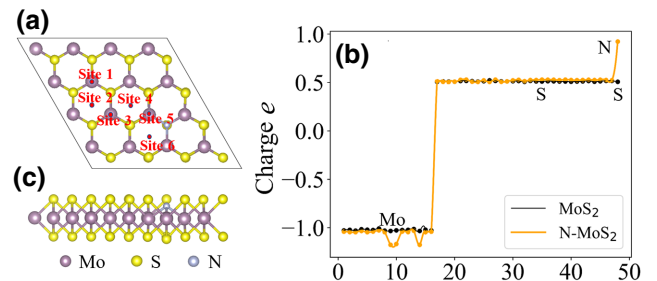 (a)
Site 1
Site 2
Site 4
Site 3
Site 5
Site 6
(c)
Mo
S
N
(b)
Charge e
1.0
0.5
0.0
−0.5
−1.0
N
S
S
Mo
MoS₂
N-MoS₂
0
10
20
30
40
50